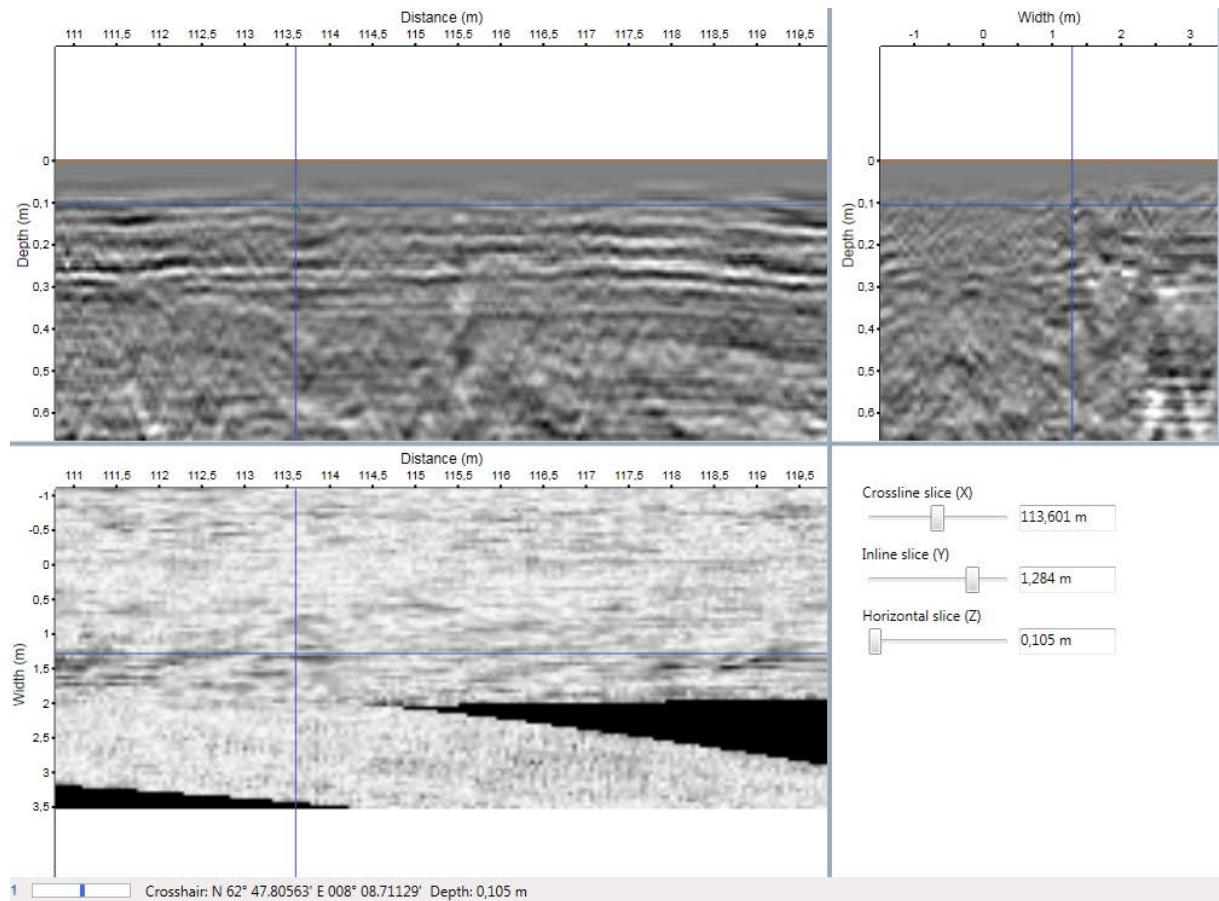 Distance (m)
111 111,5 112 112,5 113 113,5 114 114,5 115 115,5 116 116,5 117 117,5 118 118,5 119 119,5
Depth (m)
0
0,1
0,2
0,3
0,4
0,5
0,6
Width (m)
-1 0 1 2 3
Depth (m)
0
0,1
0,2
0,3
0,4
0,5
0,6
Distance (m)
111 111,5 112 112,5 113 113,5 114 114,5 115 115,5 116 116,5 117 117,5 118 118,5 119 119,5
Width (m)
-1
-0,5
0
0,5
1
1,5
2
2,5
3
3,5
Crossline slice (X)
113,601 m
Inline slice (Y)
1,284 m
Horizontal slice (Z)
0,105 m
1 Crosshair: N 62° 47.80563' E 008° 08.71129' Depth: 0,105 m